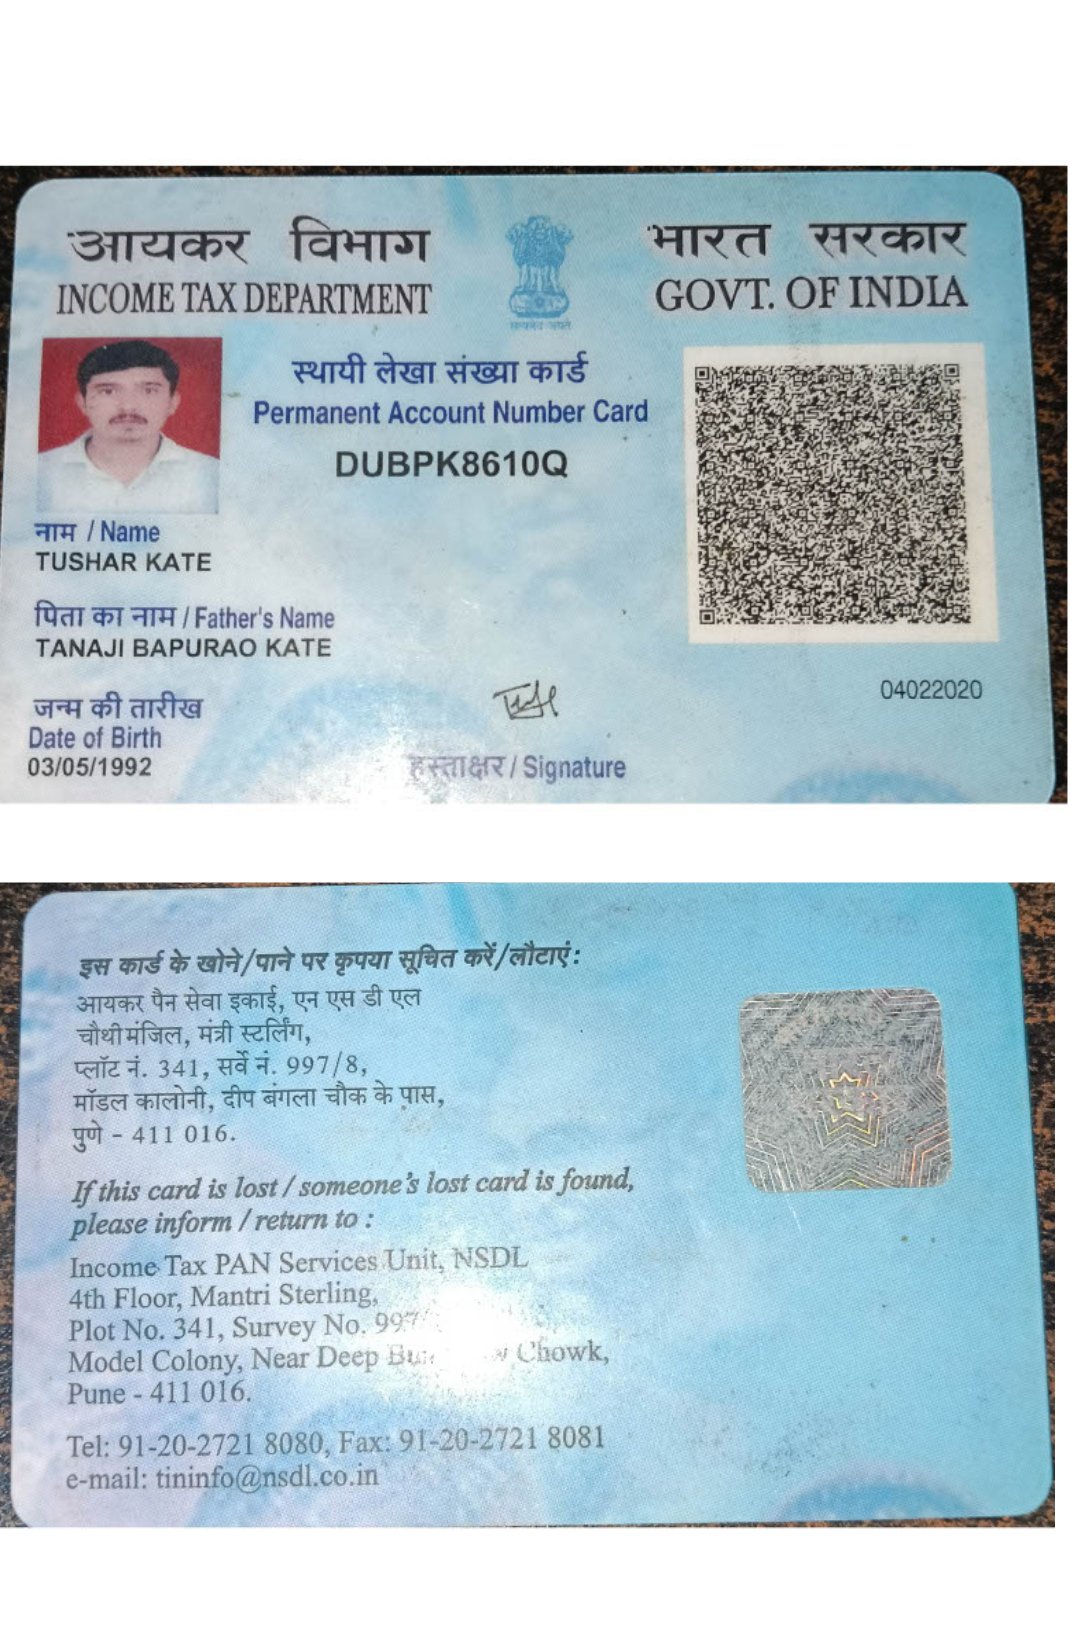 आयकर विभाग
INCOME TAX DEPARTMENT
भारत सरकार
GOVT. OF INDIA
सत्यमेव जयते
स्थायी लेखा संख्या कार्ड
Permanent Account Number Card
DUBPK8610Q
नाम / Name
TUSHAR KATE
पिता का नाम / Father's Name
TANAJI BAPURAO KATE
जन्म की तारीख
Date of Birth
03/05/1992
हस्ताक्षर / Signature
04022020
इस कार्ड के खोने/पाने पर कृपया सूचित करें/लौटाएं:
आयकर पैन सेवा इकाई, एन एस डी एल
चौथी मंजिल, मंत्री स्टर्लिंग,
प्लॉट नं. 341, सर्वे नं. 997/8,
मॉडल कालोनी, दीप बंगला चौक के पास,
पुणे - 411 016.
If this card is lost / someone's lost card is found,
please inform / return to :
Income Tax PAN Services Unit, NSDL
4th Floor, Mantri Sterling,
Plot No. 341, Survey No.
Model Colony, Near Deep Chowk,
Pune - 411 016.
Tel: 91-20-2721 8080, Fax: 91-20-2721 8081
e-mail: tininfo@nsdl.co.in